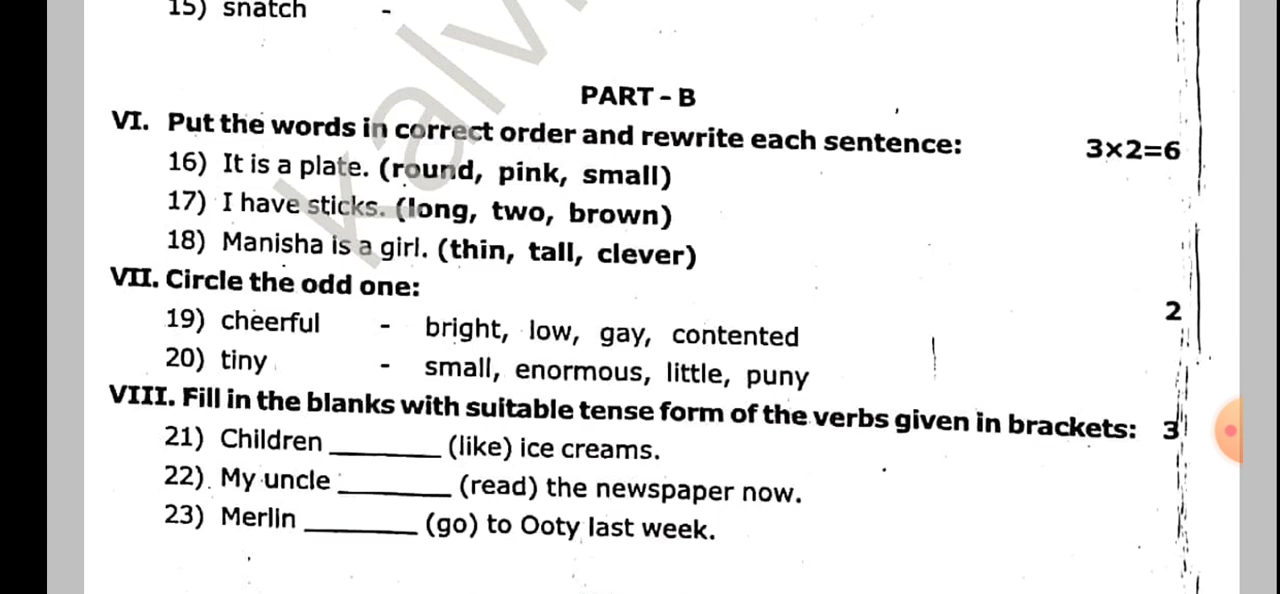 15) snatch -
PART - B
VI. Put the words in correct order and rewrite each sentence: 3×2=6
16) It is a plate. (round, pink, small)
17) I have sticks. (long, two, brown)
18) Manisha is a girl. (thin, tall, clever)
VII. Circle the odd one: 2
19) cheerful - bright, low, gay, contented
20) tiny - small, enormous, little, puny
VIII. Fill in the blanks with suitable tense form of the verbs given in brackets: 3
21) Children ________ (like) ice creams.
22) My uncle ________ (read) the newspaper now.
23) Merlin ________ (go) to Ooty last week.